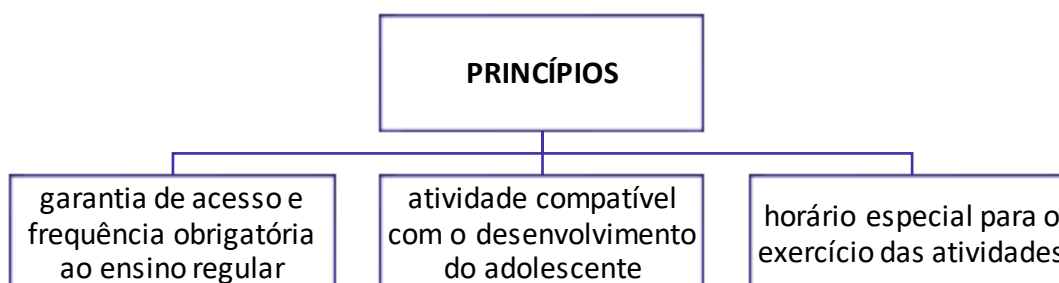 PRINCÍPIOS
garantia de acesso e
frequência obrigatória
ao ensino regular
atividade compatível
com o desenvolvimento
do adolescente
horário especial para o
exercício das atividades